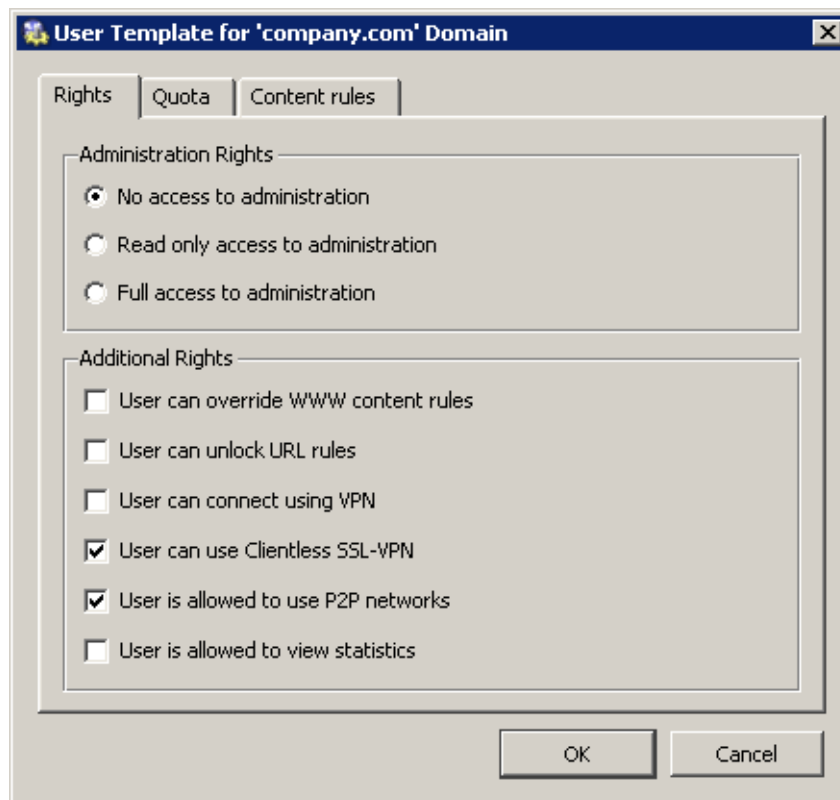 User Template for 'company.com' Domain
Rights Quota Content rules
Administration Rights
No access to administration
Read only access to administration
Full access to administration
Additional Rights
User can override WWW content rules
User can unlock URL rules
User can connect using VPN
User can use Clientless SSL-VPN
User is allowed to use P2P networks
User is allowed to view statistics
OK Cancel